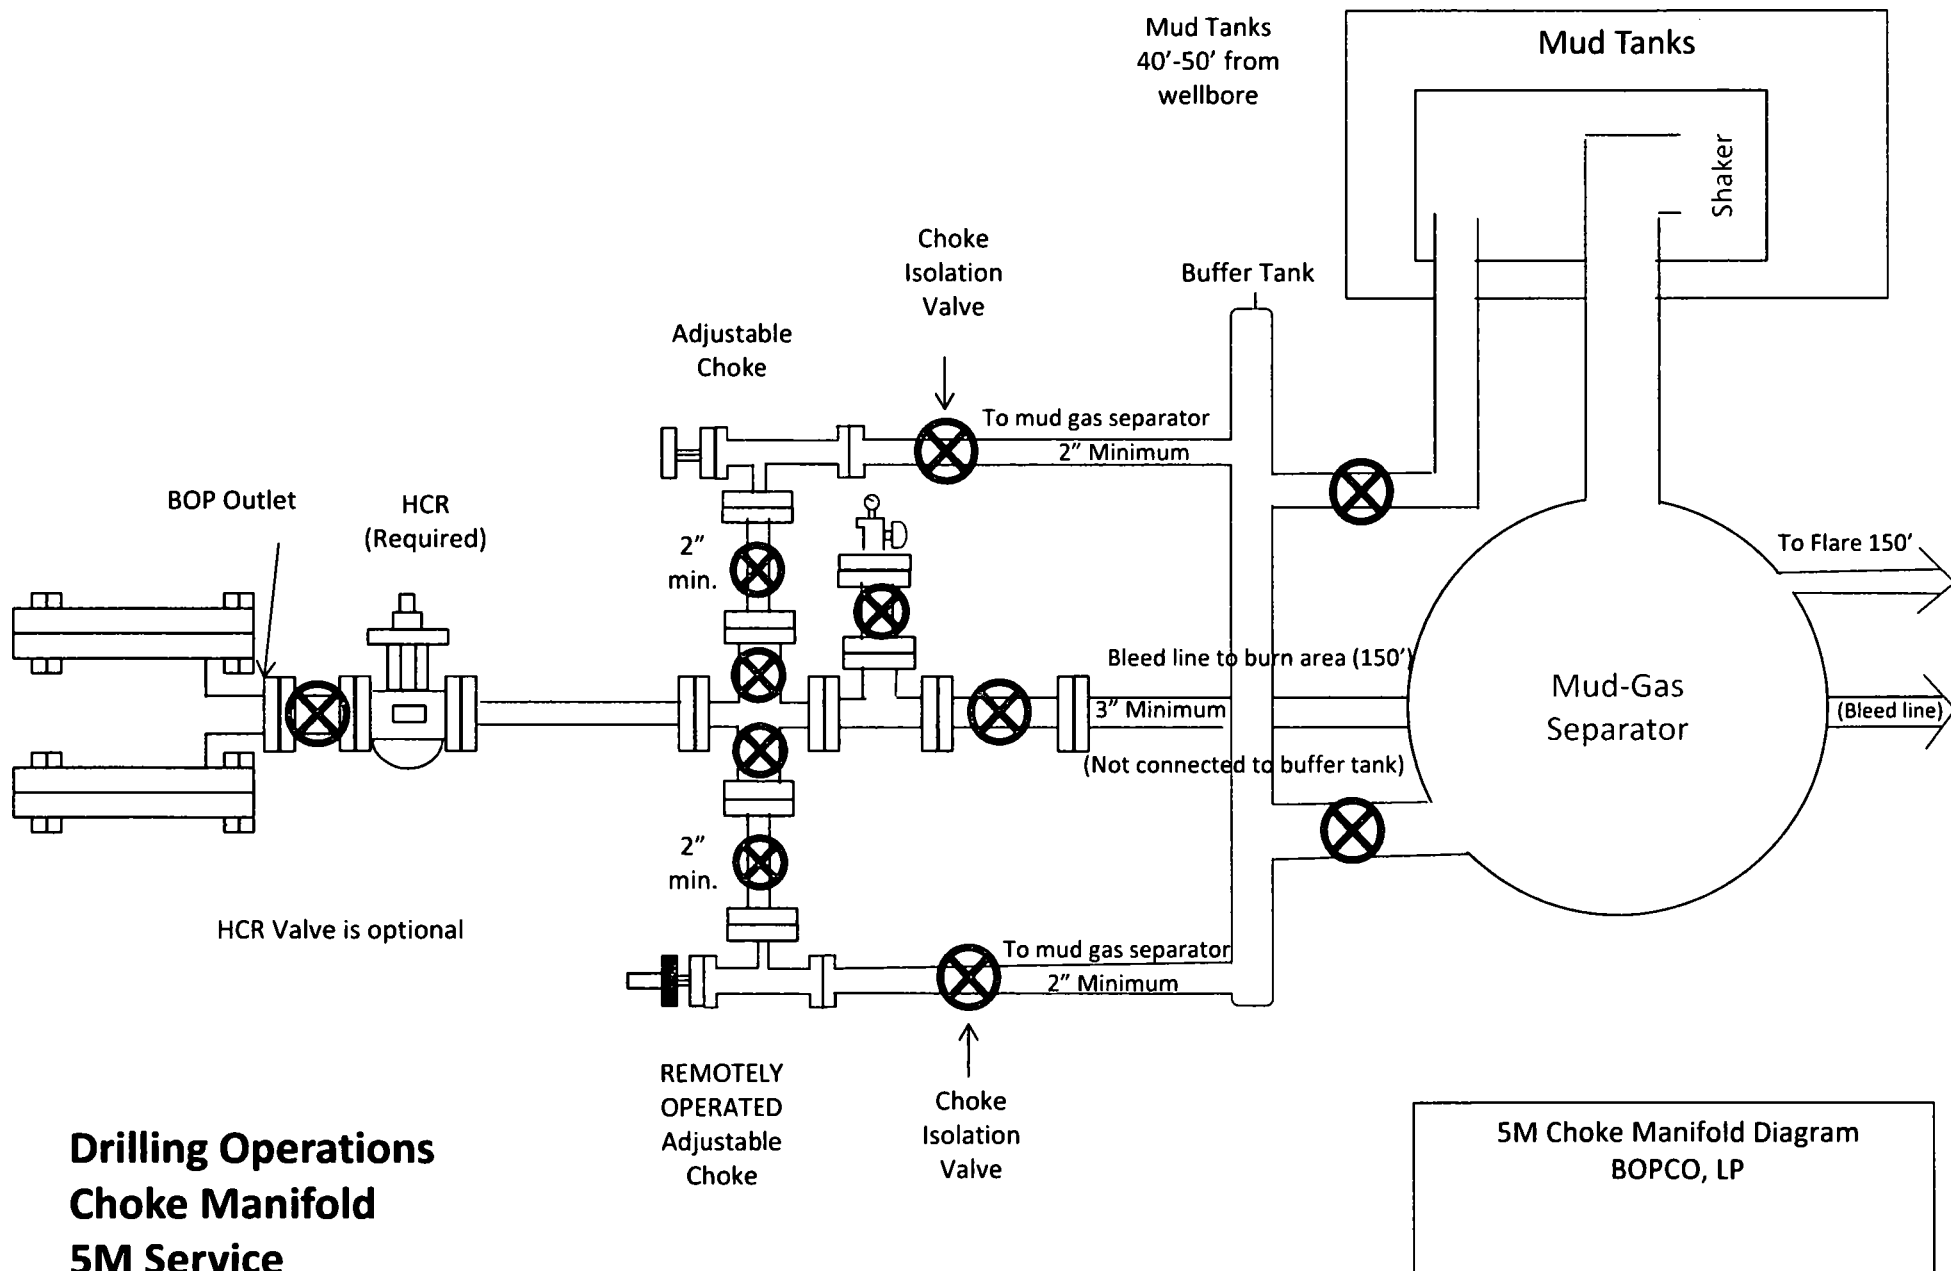 Mud Tanks
40’-50’ from
wellbore
Mud Tanks
Shaker
Choke
Isolation
Valve
Buffer Tank
Adjustable
Choke
To mud gas separator
2” Minimum
BOP Outlet
HCR
(Required)
2”
min.
To Flare 150’
Bleed line to burn area (150’)
3” Minimum
(Not connected to buffer tank)
Mud-Gas
Separator
(Bleed line)
2”
min.
HCR Valve is optional
To mud gas separator
2” Minimum
REMOTELY
OPERATED
Adjustable
Choke
Choke
Isolation
Valve
Drilling Operations
Choke Manifold
5M Service
5M Choke Manifold Diagram
BOPCO, LP